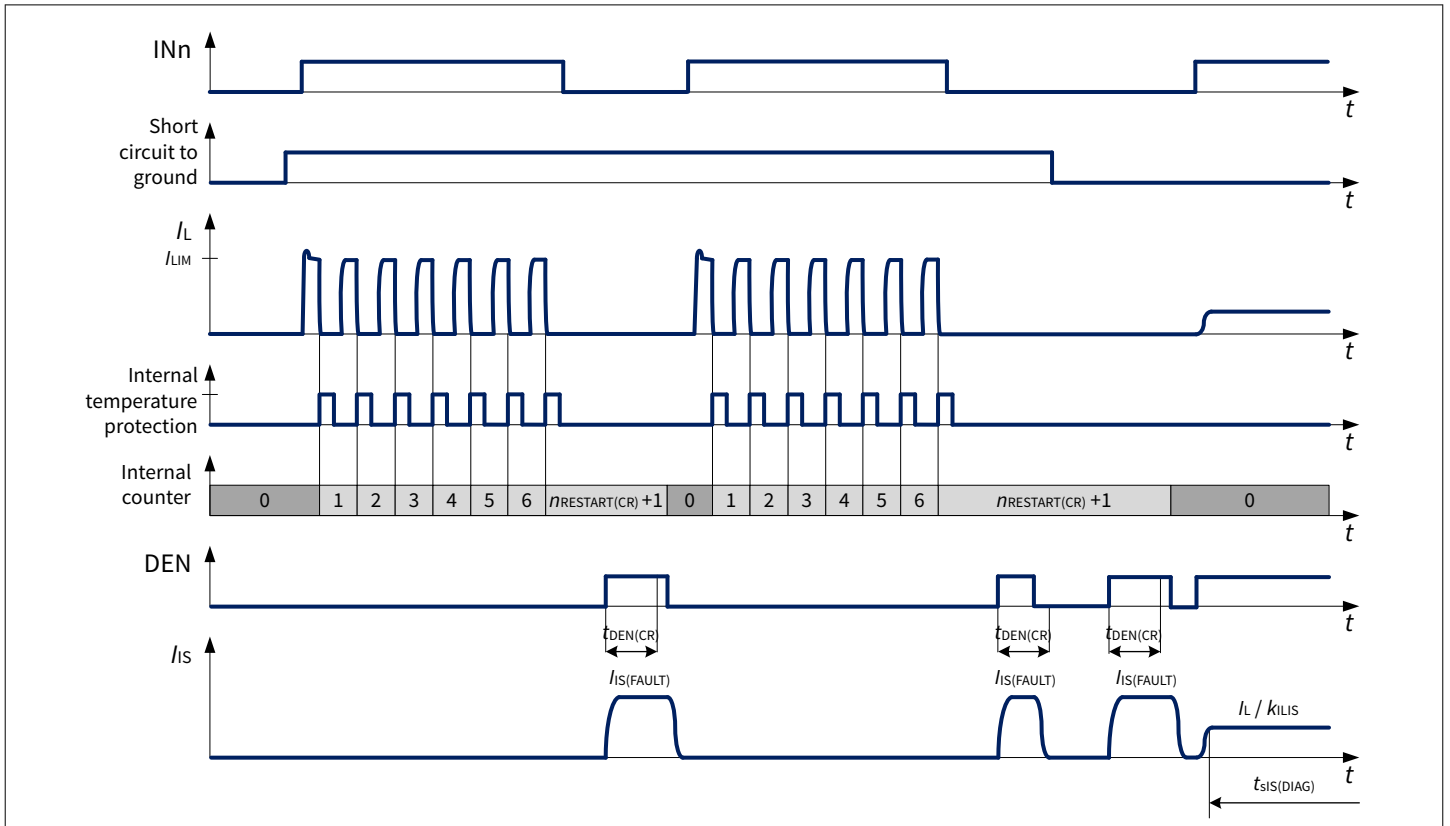 INn
t
Short
circuit to
ground
t
IL
ILIM
t
Internal
temperature
protection
t
Internal
counter
0 1 2 3 4 5 6 nRESTART(CR) +1 0 1 2 3 4 5 6 nRESTART(CR) +1 0
t
DEN
t
tDEN(CR) tDEN(CR) tDEN(CR)
IIS
IIS(FAULT) IIS(FAULT) IIS(FAULT)
IL / kILIS
t
tsIS(DIAG)